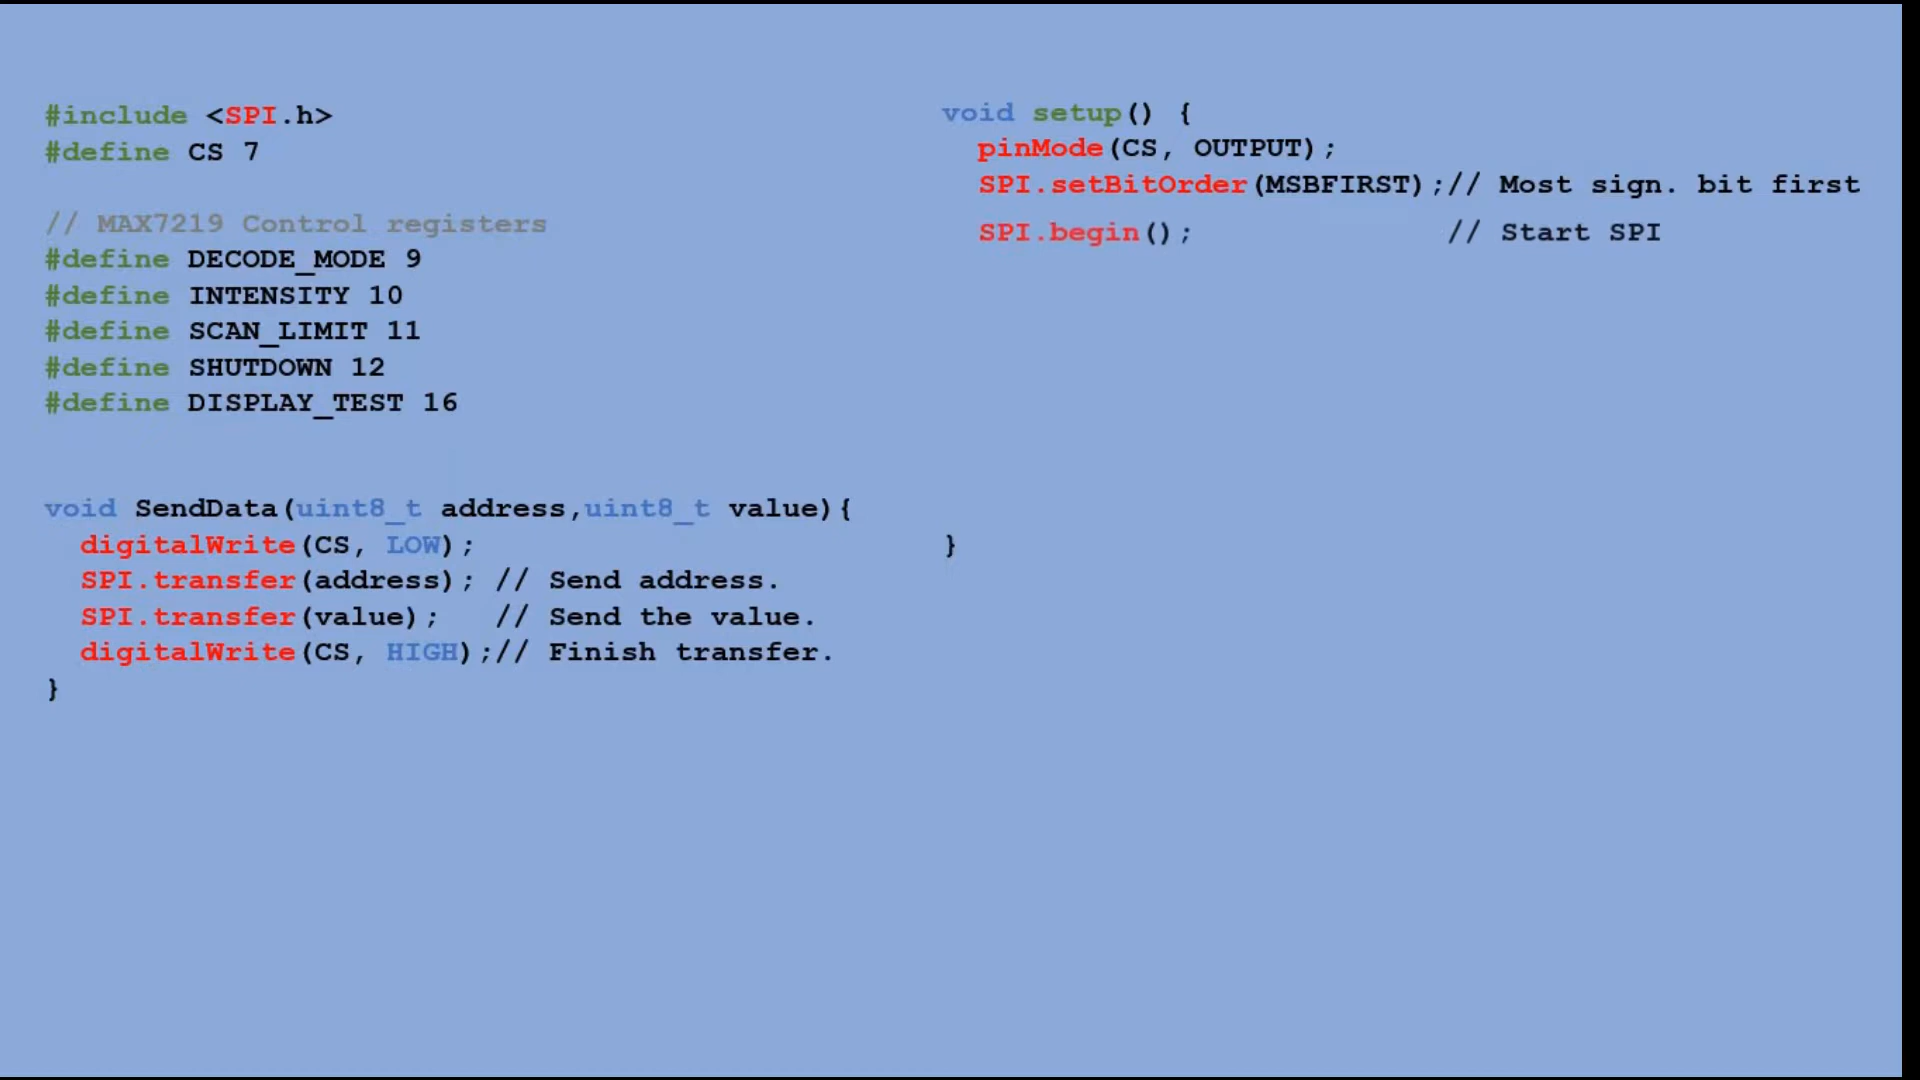 #include <SPI.h>
#define CS 7
// MAX7219 Control registers
#define DECODE_MODE 9
#define INTENSITY 10
#define SCAN_LIMIT 11
#define SHUTDOWN 12
#define DISPLAY_TEST 16
void SendData(uint8_t address,uint8_t value){
digitalWrite(CS, LOW);
SPI.transfer(address); // Send address.
SPI.transfer(value);   // Send the value.
digitalWrite(CS, HIGH);// Finish transfer.
}
void setup() {
pinMode(CS, OUTPUT);
SPI.setBitOrder(MSBFIRST);// Most sign. bit first
SPI.begin();              // Start SPI
}